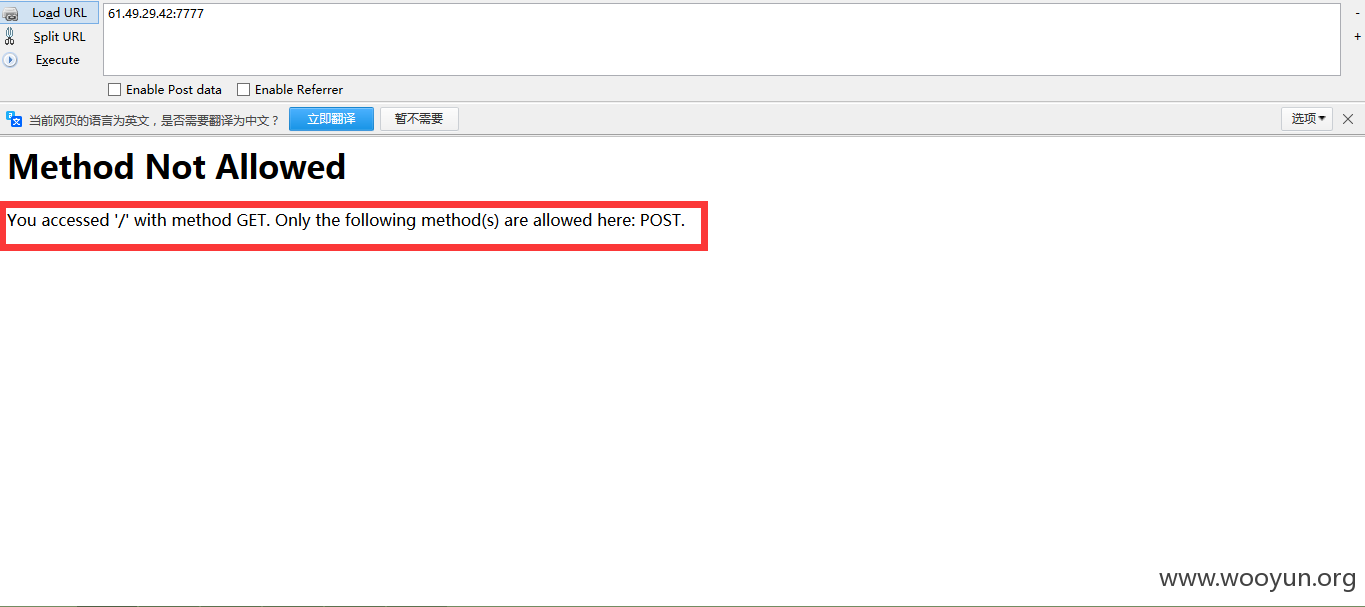 Load URL
61.49.29.42:7777
-
Split URL
+
Execute
Enable Post data
Enable Referrer
当前网页的语言为英文，是否需要翻译为中文？
立即翻译
暂不需要
选项
Method Not Allowed
You accessed '/' with method GET. Only the following method(s) are allowed here: POST.
www.wooyun.org